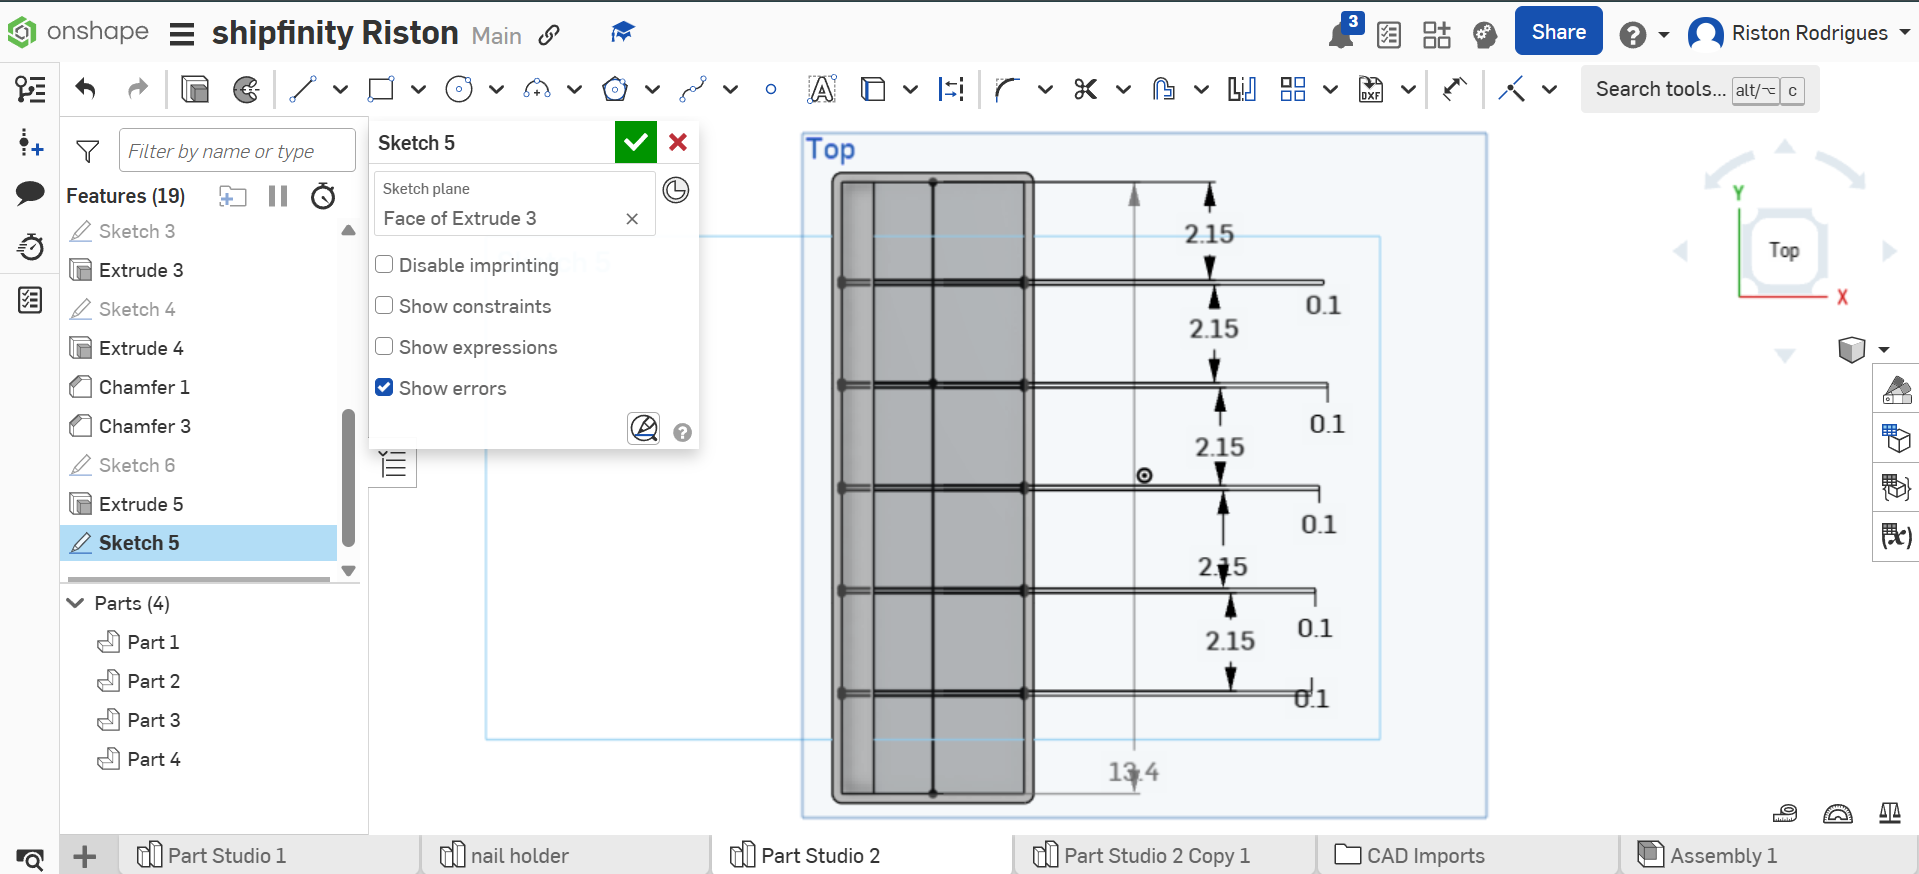 onshape
shipfinity Riston Main
3
Share
Riston Rodrigues
Search tools... alt/⌥ c
Filter by name or type
Features (19)
Sketch 3
Extrude 3
Sketch 4
Extrude 4
Chamfer 1
Chamfer 3
Sketch 6
Extrude 5
Sketch 5
Parts (4)
Part 1
Part 2
Part 3
Part 4
Sketch 5
Sketch plane
Face of Extrude 3
Disable imprinting
Show constraints
Show expressions
Show errors
Top
2.15
0.1
2.15
0.1
2.15
0.1
2.15
0.1
2.15
0.1
13.4
Y
Top
X
DXF
(x)
Part Studio 1
nail holder
Part Studio 2
Part Studio 2 Copy 1
CAD Imports
Assembly 1